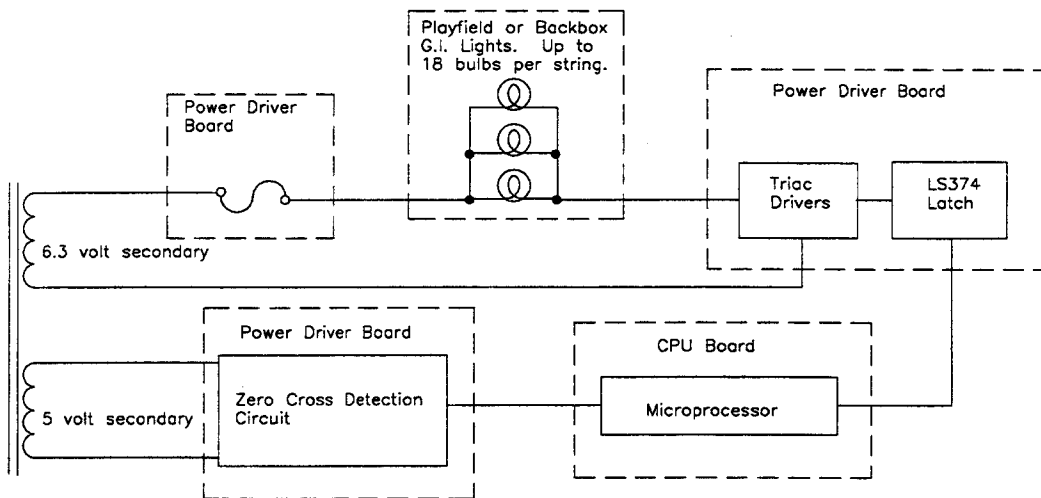 Playfield or Backbox
G.I. Lights. Up to
18 bulbs per string.
Power Driver
Board
Power Driver Board
Triac
Drivers
LS374
Latch
6.3 volt secondary
Power Driver Board
CPU Board
Zero Cross Detection
Circuit
Microprocessor
5 volt secondary